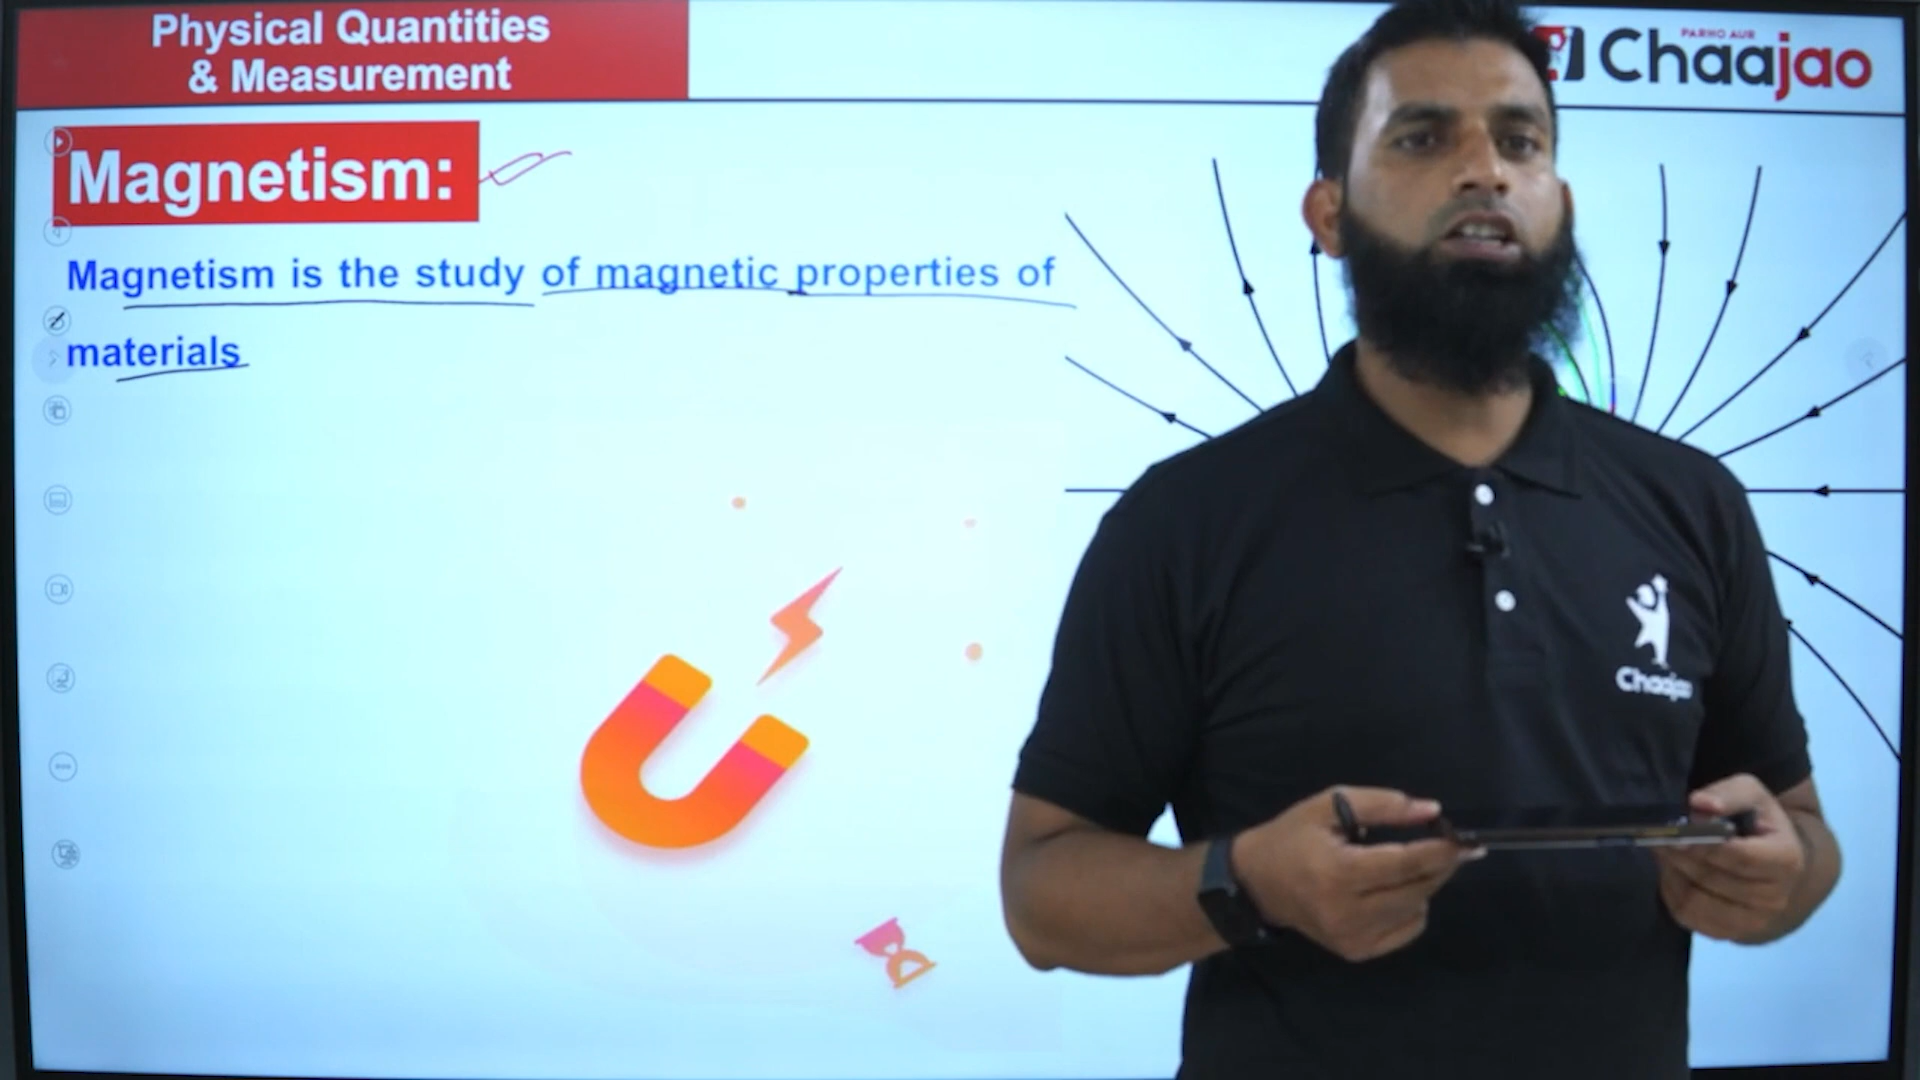 Physical Quantities
& Measurement
PARHO AUR
Chaajao
Magnetism:
Magnetism is the study of magnetic properties of
materials
Chaajao